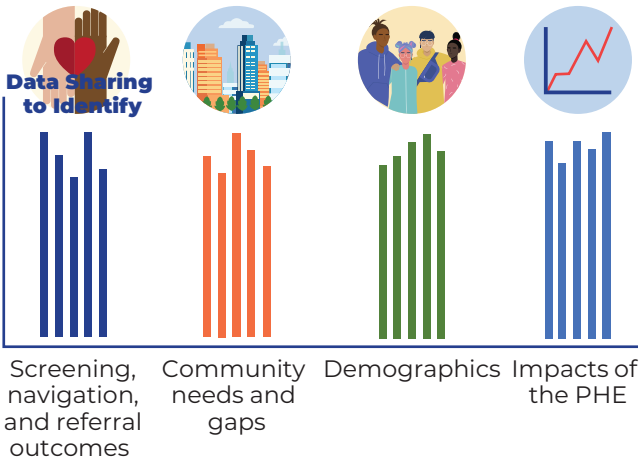 Data Sharing
to Identify
Screening,
navigation,
and referral
outcomes
Community
needs and
gaps
Demographics
Impacts of
the PHE